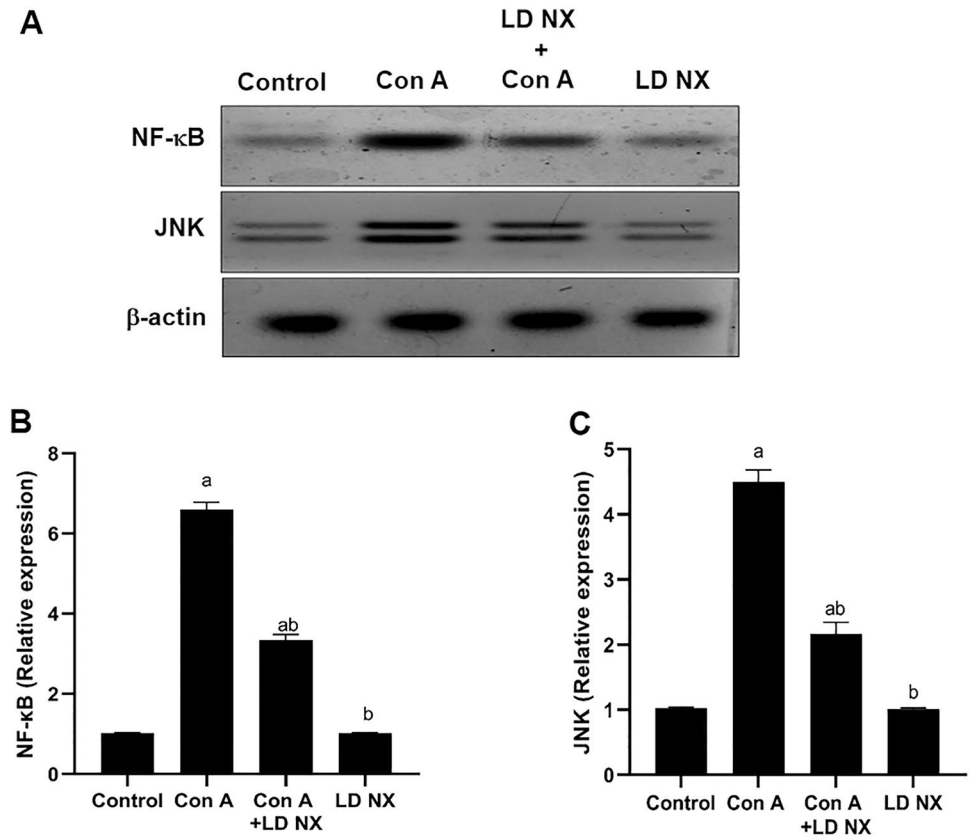 A
LD NX
+
Control Con A Con A LD NX
NF-κB
JNK
β-actin
B
NF-κB (Relative expression)
8
6
4
2
0
a
ab
b
Control Con A Con A LD NX
+LD NX
C
JNK (Relative expression)
5
4
3
2
1
0
a
ab
b
Control Con A Con A LD NX
+LD NX